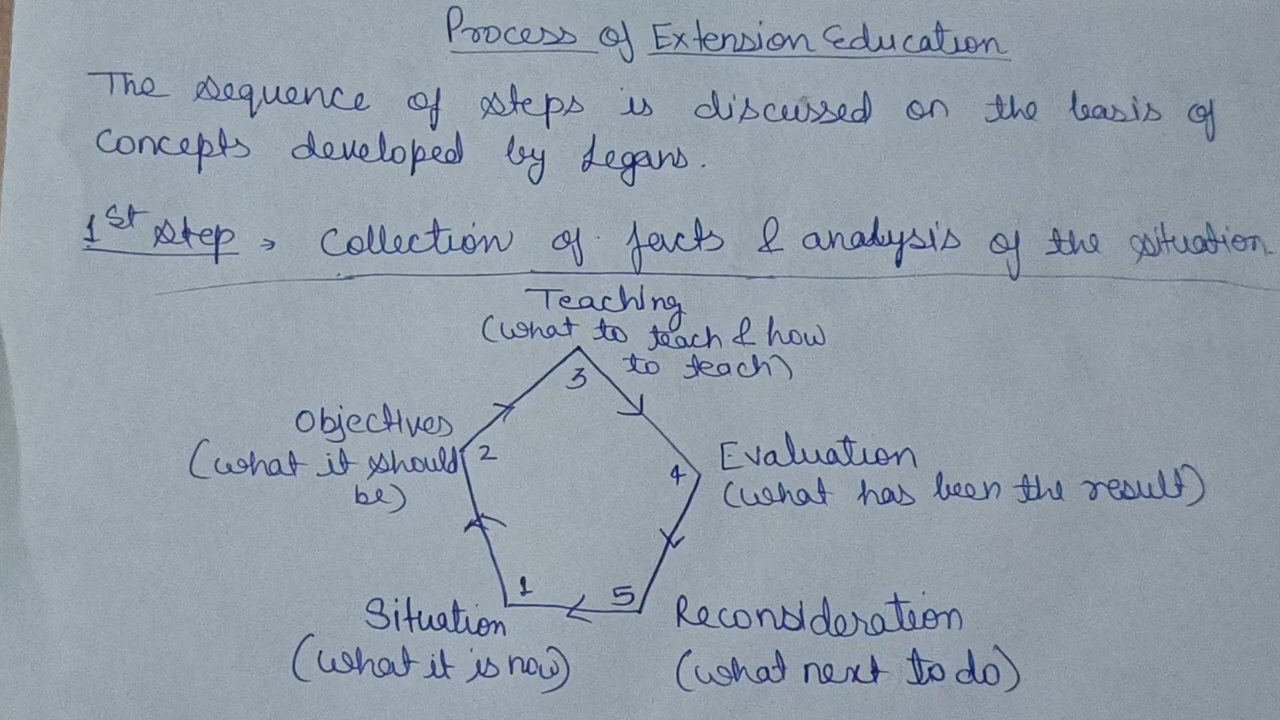 Process of Extension Education
The sequence of steps is discussed on the basis of
concepts developed by Legans.
1st step → Collection of facts & analysis of the situation
Teaching
(what to teach & how
to teach)
3
Objectives
(what it should
be)
2
Evaluation
(what has been the result)
4
Situation
(what it is now)
1
5
Reconsideration
(what next to do)